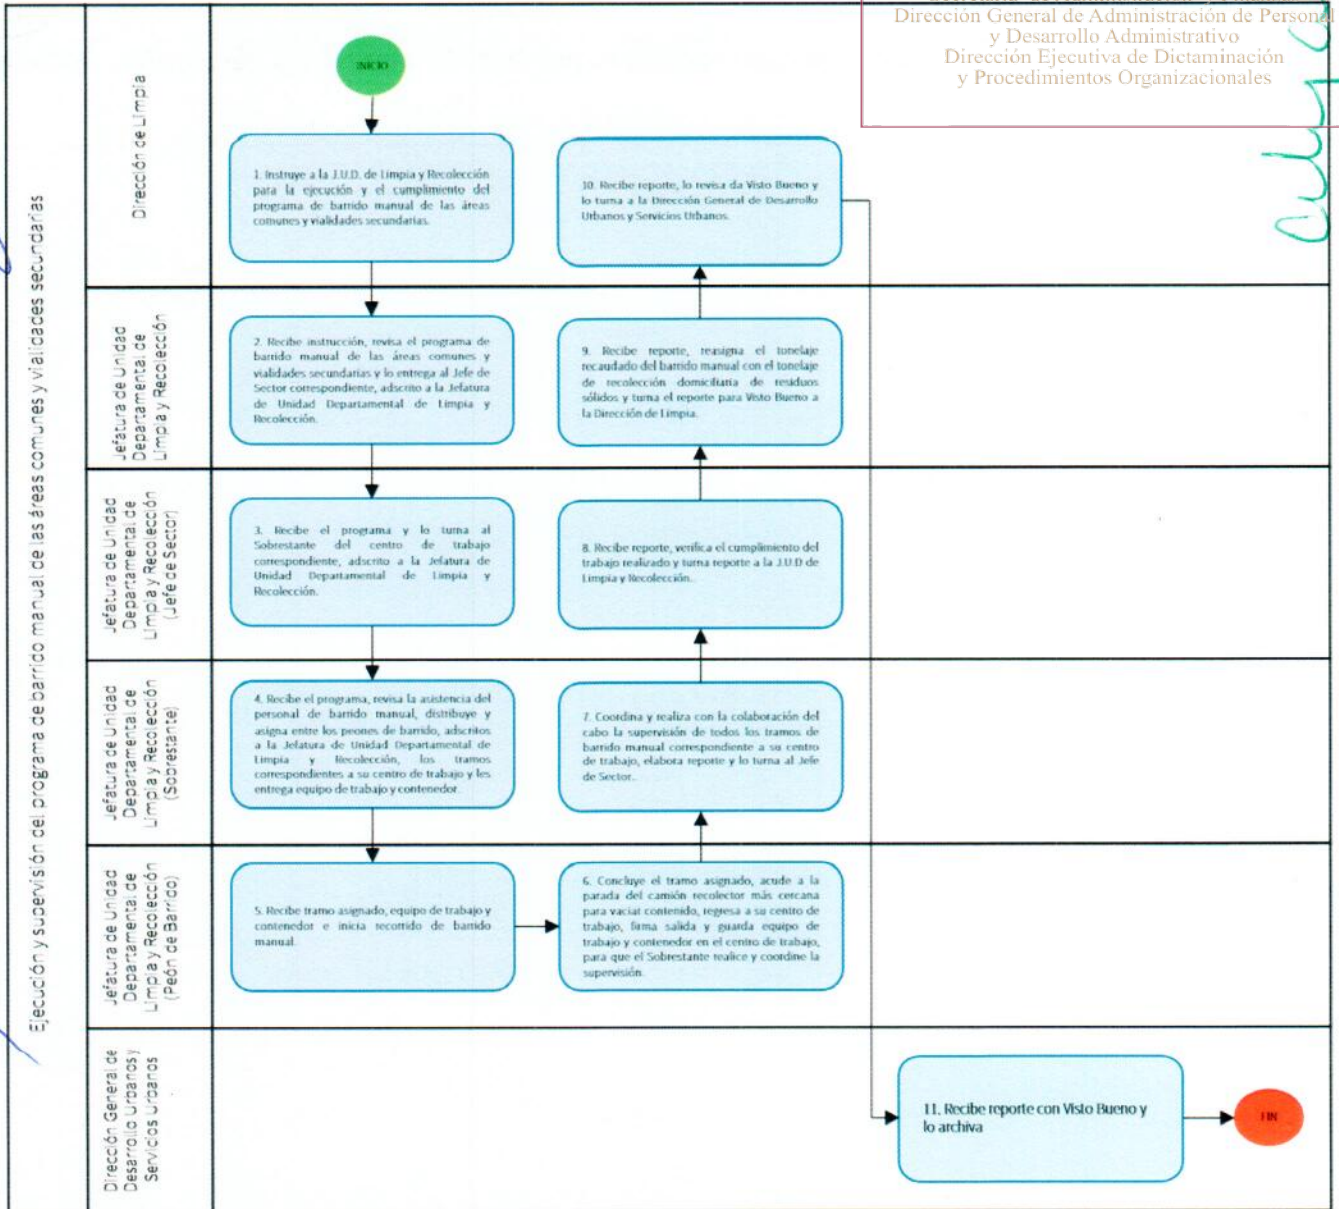 Dirección General de Administración de Personal
y Desarrollo Administrativo
Dirección Ejecutiva de Dictaminación
y Procedimientos Organizacionales
Ejecución y supervisión del programa de barrido manual de las áreas comunes y vialidades secundarias
Dirección de Limpia
INICIO
1. Instruye a la J.U.D. de Limpia y Recolección
para la ejecución y el cumplimiento del
programa de barrido manual de las áreas
comunes y vialidades secundarias.
10. Recibe reporte, lo revisa da Visto Bueno y
lo turna a la Dirección General de Desarrollo
Urbanos y Servicios Urbanos.
Jefatura de Unidad
Departamental de
Limpia y Recolección
2. Recibe instrucción, revisa el programa de
barrido manual de las áreas comunes y
vialidades secundarias y lo entrega al Jefe de
Sector correspondiente, adscrito a la Jefatura
de Unidad Departamental de Limpia y
Recolección.
9. Recibe reporte, reasigna el tonelaje
recaudado del barrido manual con el tonelaje
de recolección domiciliaria de residuos
sólidos y turna el reporte para Visto Bueno a
la Dirección de Limpia.
Jefatura de Unidad
Departamental de
Limpia y Recolección
(Jefe de Sector)
3. Recibe el programa y lo turna al
Sobrestante del centro de trabajo
correspondiente, adscrito a la Jefatura de
Unidad Departamental de Limpia y
Recolección.
8. Recibe reporte, verifica el cumplimiento del
trabajo realizado y turna reporte a la J.U.D de
Limpia y Recolección.
Jefatura de Unidad
Departamental de
Limpia y Recolección
(Sobrestante)
4. Recibe el programa, revisa la asistencia del
personal de barrido manual, distribuye y
asigna entre los peones de barrido, adscritos
a la Jefatura de Unidad Departamental de
Limpia y Recolección, los tramos
correspondientes a su centro de trabajo y les
entrega equipo de trabajo y contenedor.
7. Coordina y realiza con la colaboración del
cabo la supervisión de todos los tramos de
barrido manual correspondiente a su centro
de trabajo, elabora reporte y lo turna al Jefe
de Sector.
Jefatura de Unidad
Departamental de
Limpia y Recolección
(Peón de Barrido)
5. Recibe tramo asignado, equipo de trabajo y
contenedor e inicia recorrido de barrido
manual.
6. Concluye el tramo asignado, acude a la
parada del camión recolector más cercana
para vaciar contenido, regresa a su centro de
trabajo, firma salida y guarda equipo de
trabajo y contenedor en el centro de trabajo,
para que el Sobrestante realice y coordine la
supervisión.
Dirección General de
Desarrollo Urbanos y
Servicios Urbanos
11. Recibe reporte con Visto Bueno y
lo archiva
FIN